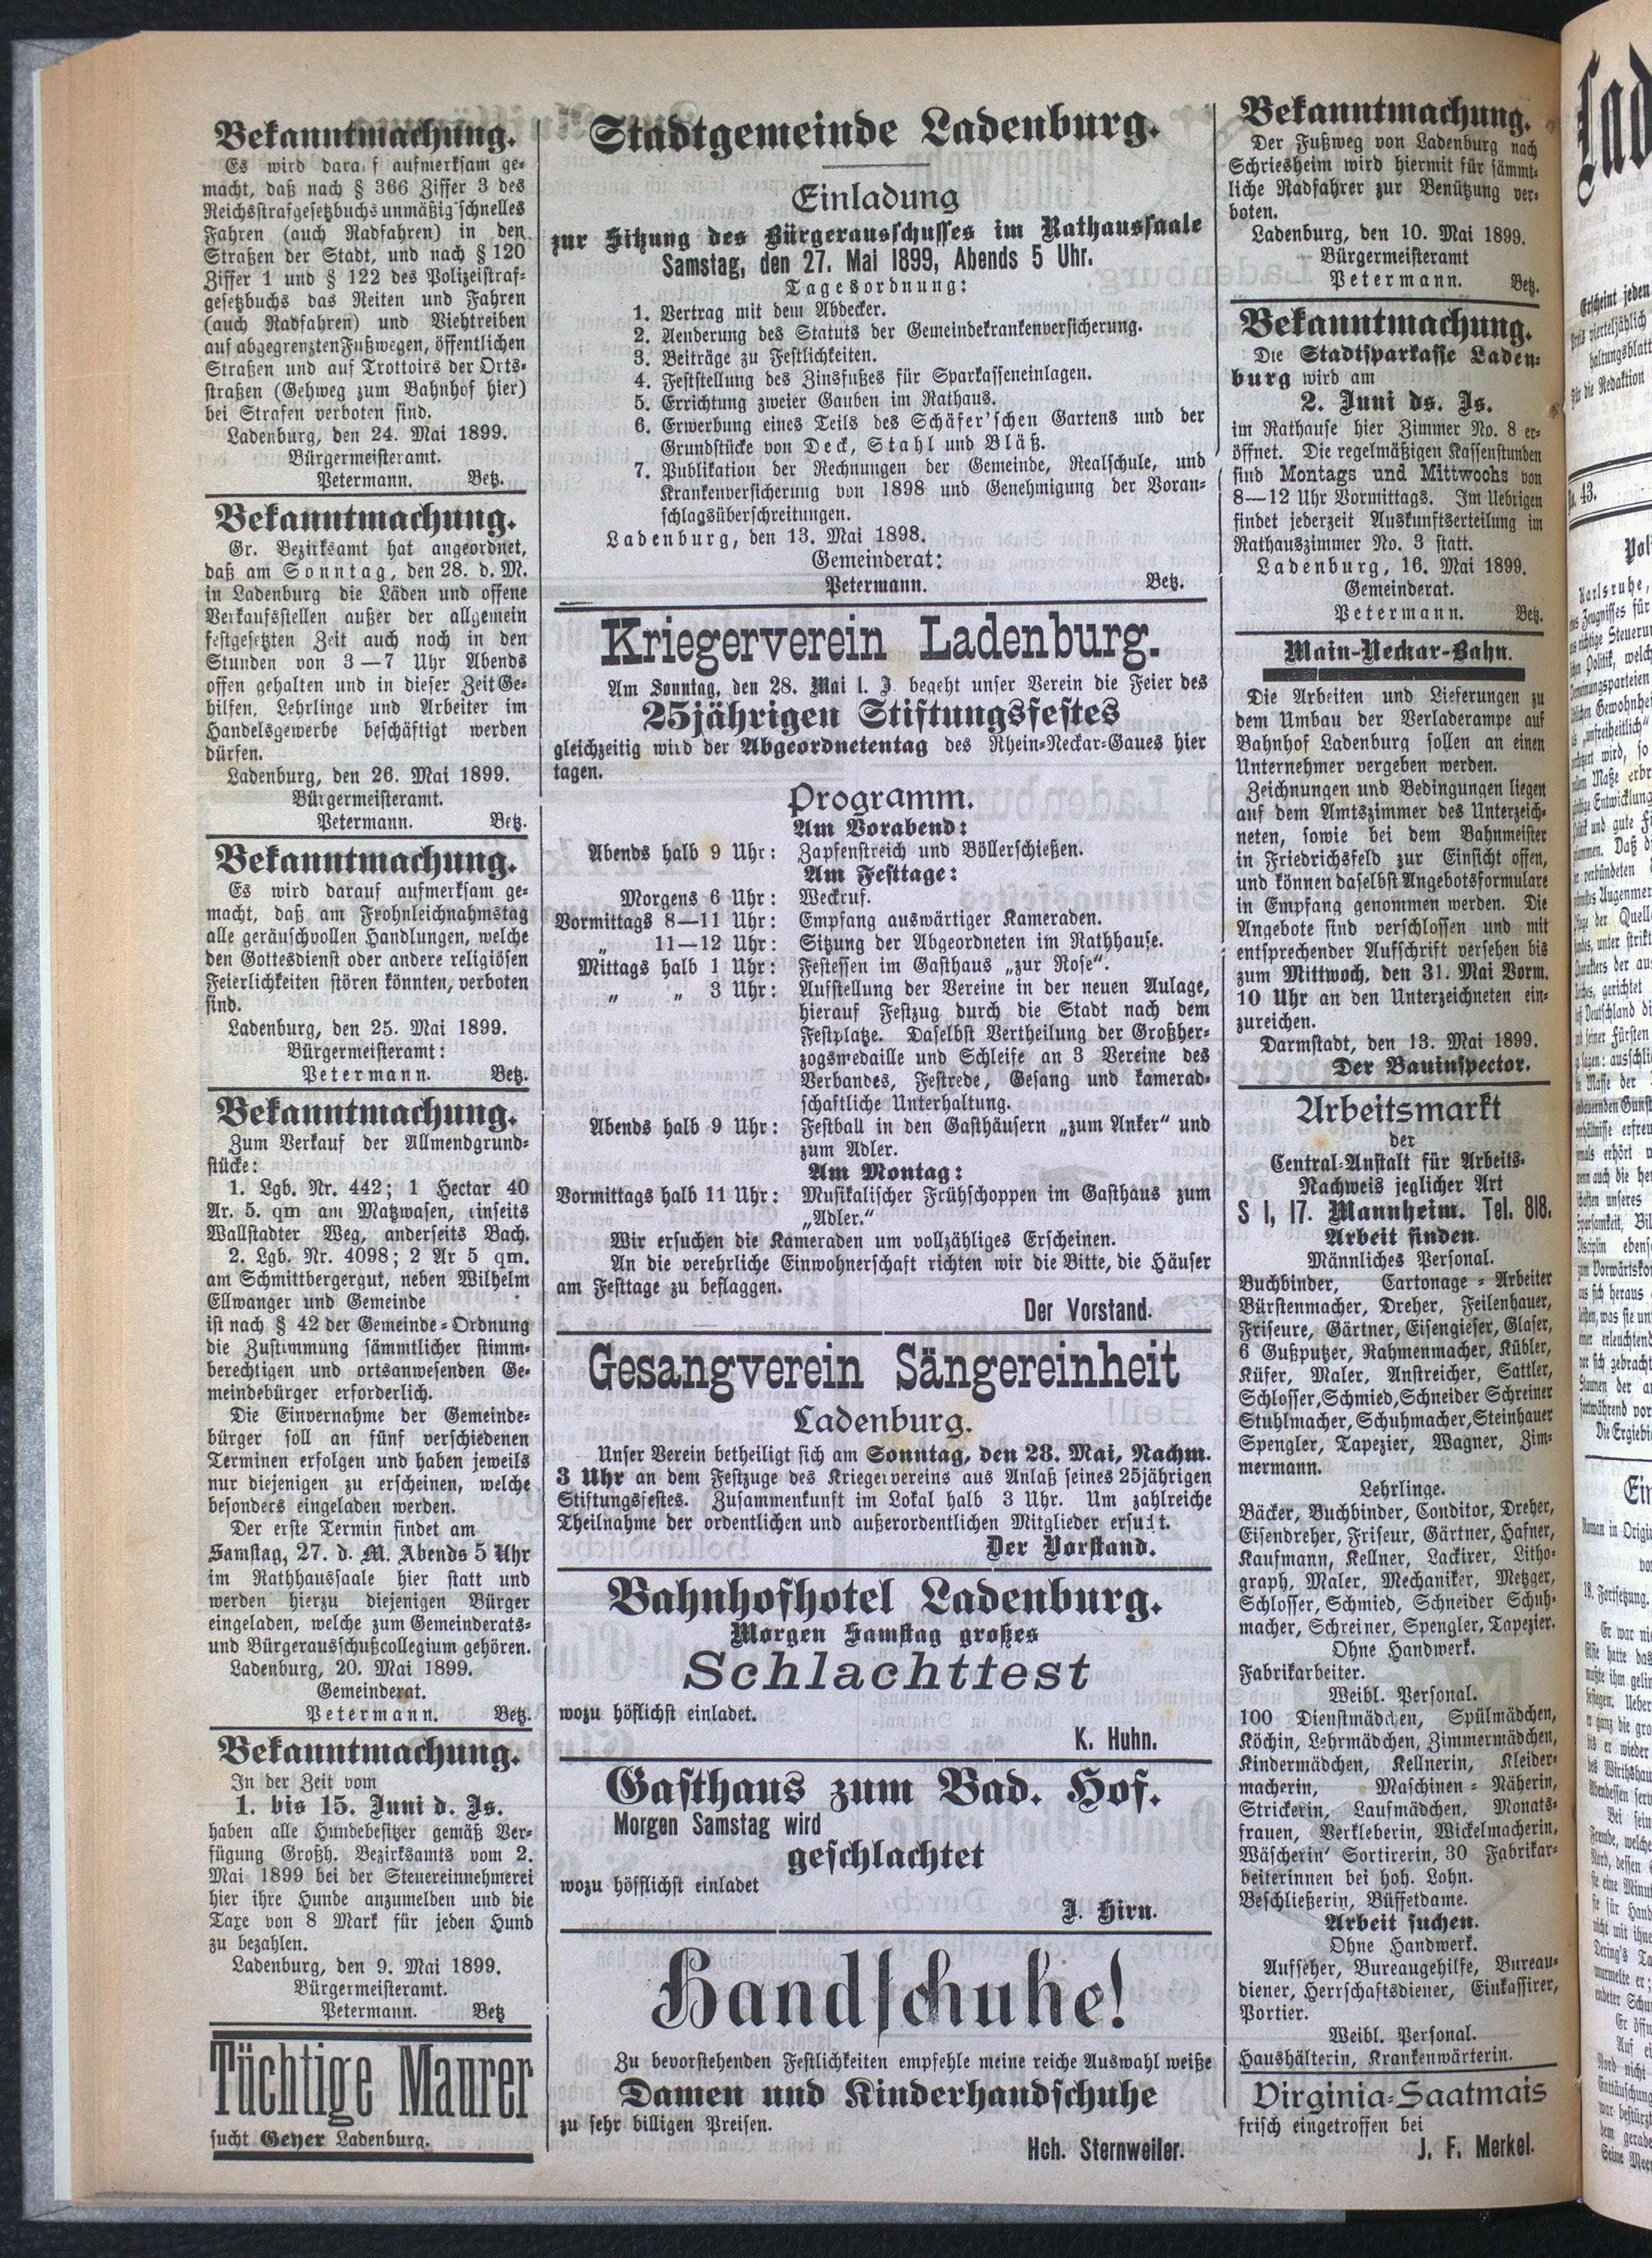 Bekanntmachung.
Es wird darauf aufmerksam ge-
macht, daß nach § 366 Ziffer 3 des
Reichsstrafgesetzbuchs unmäßig schnelles
Fahren (auch Radfahren) in den
Straßen der Stadt, und nach § 120
Ziffer 1 und § 122 des Polizeistraf-
gesetzbuchs das Reiten und Fahren
(auch Radfahren) und Viehtreiben
auf abgegrenzten Fußwegen, öffentlichen
Straßen und auf Trottoirs der Orts-
straßen (Gehweg zum Bahnhof hier)
bei Strafen verboten sind.
Ladenburg, den 24. Mai 1899.
Bürgermeisteramt.
Petermann. Betz.
Bekanntmachung.
Gr. Bezirksamt hat angeordnet,
daß am Sonntag, den 28. d. M.
in Ladenburg die Läden und offene
Verkaufsstellen außer der allgemein
festgesetzten Zeit auch noch in den
Stunden von 3—7 Uhr Abends
offen gehalten und in dieser Zeit Ge-
hilfen, Lehrlinge und Arbeiter im
Handelsgewerbe beschäftigt werden
dürfen.
Ladenburg, den 26. Mai 1899.
Bürgermeisteramt.
Petermann. Betz.
Bekanntmachung.
Es wird darauf aufmerksam ge-
macht, daß am Frohnleichnahmstag
alle geräuschvollen Handlungen, welche
den Gottesdienst oder andere religiösen
Feierlichkeiten stören könnten, verboten
sind.
Ladenburg, den 25. Mai 1899.
Bürgermeisteramt:
Petermann. Betz.
Bekanntmachung.
Zum Verkauf der Allmendgrund-
stücke:
1. Lgb. Nr. 442; 1 Hectar 40
Ar. 5. qm am Matzwasen, einseits
Wallstadter Weg, anderseits Bach.
2. Lgb. Nr. 4098; 2 Ar 5 qm.
am Schmittbergergut, neben Wilhelm
Ellwanger und Gemeinde
ist nach § 42 der Gemeinde-Ordnung
die Zustimmung sämmtlicher stimm-
berechtigen und ortsanwesenden Ge-
meindebürger erforderlich.
Die Einvernahme der Gemeinde-
bürger soll an fünf verschiedenen
Terminen erfolgen und haben jeweils
nur diejenigen zu erscheinen, welche
besonders eingeladen werden.
Der erste Termin findet am
Samstag, 27. d. M. Abends 5 Uhr
im Rathhaussaale hier statt und
werden hierzu diejenigen Bürger
eingeladen, welche zum Gemeinderats-
und Bürgerausschußcollegium gehören.
Ladenburg, 20. Mai 1899.
Gemeinderat.
Petermann. Betz.
Bekanntmachung.
In der Zeit vom
1. bis 15. Juni d. Js.
haben alle Hundebesitzer gemäß Ver-
fügung Großh. Bezirksamts vom 2.
Mai 1899 bei der Steuereinnehmerei
hier ihre Hunde anzumelden und die
Taxe von 8 Mark für jeden Hund
zu bezahlen.
Ladenburg, den 9. Mai 1899.
Bürgermeisteramt.
Petermann. Betz
Tüchtige Maurer
sucht Geyer Ladenburg.
Stadtgemeinde Ladenburg.
Einladung
zur Sitzung des Bürgerausschusses im Rathaussaale
Samstag, den 27. Mai 1899, Abends 5 Uhr.
Tagesordnung:
1. Vertrag mit dem Abdecker.
2. Aenderung des Statuts der Gemeindekrankenversicherung.
3. Beiträge zu Festlichkeiten.
4. Feststellung des Zinsfußes für Sparkasseneinlagen.
5. Errichtung zweier Gauben im Rathaus.
6. Erwerbung eines Teils des Schäfer'schen Gartens und der
Grundstücke von Deck, Stahl und Bläß.
7. Publikation der Rechnungen der Gemeinde, Realschule, und
Krankenversicherung von 1898 und Genehmigung der Voran-
schlagsüberschreitungen.
Ladenburg, den 13. Mai 1898.
Gemeinderat:
Petermann. Betz.
Kriegerverein Ladenburg.
Am Sonntag, den 28. Mai l. J. begeht unser Verein die Feier des
25jährigen Stiftungsfestes
gleichzeitig wird der Abgeordnetentag des Rhein-Neckar-Gaues hier
tagen.
Programm.
Am Vorabend:
Abends halb 9 Uhr: Zapfenstreich und Böllerschießen.
Am Festtage:
Morgens 6 Uhr: Weckruf.
Vormittags 8—11 Uhr: Empfang auswärtiger Kameraden.
„ 11—12 Uhr: Sitzung der Abgeordneten im Rathhause.
Mittags halb 1 Uhr: Festessen im Gasthaus „zur Rose“.
„ „ 3 Uhr: Aufstellung der Vereine in der neuen Aulage,
hierauf Festzug durch die Stadt nach dem
Festplatze. Daselbst Vertheilung der Großher-
zogsmedaille und Schleife an 3 Vereine des
Verbandes, Festrede, Gesang und kamerad-
schaftliche Unterhaltung.
Abends halb 9 Uhr: Festball in den Gasthäusern „zum Anker“ und
zum Adler.
Am Montag:
Vormittags halb 11 Uhr: Musikalischer Frühschoppen im Gasthaus zum
„Adler.“
Wir ersuchen die Kameraden um vollzähliges Erscheinen.
An die verehrliche Einwohnerschaft richten wir die Bitte, die Häuser
am Festtage zu beflaggen.
Der Vorstand.
Gesangverein Sängereinheit
Ladenburg.
Unser Verein betheiligt sich am Sonntag, den 28. Mai, Nachm.
3 Uhr an dem Festzuge des Kriegervereins aus Anlaß seines 25jährigen
Stiftungsfestes. Zusammenkunft im Lokal halb 3 Uhr. Um zahlreiche
Theilnahme der ordentlichen und außerordentlichen Mitglieder ersucht.
Der Vorstand.
Bahnhofhotel Ladenburg.
Morgen Samstag großes
Schlachttest
wozu höflichst einladet.
K. Huhn.
Gasthaus zum Bad. Hof.
Morgen Samstag wird
geschlachtet
wozu höfflichst einladet
J. Hirn.
Handschuhe!
Zu bevorstehenden Festlichkeiten empfehle meine reiche Auswahl weiße
Damen und Kinderhandschuhe
zu sehr billigen Preisen.
Hch. Sternweiler.
Bekanntmachung.
Der Fußweg von Ladenburg nach
Schriesheim wird hiermit für sämmt-
liche Radfahrer zur Benützung ver-
boten.
Ladenburg, den 10. Mai 1899.
Bürgermeisteramt
Petermann. Betz.
Bekanntmachung.
Die Stadtsparkasse Laden-
burg wird am
2. Juni ds. Js.
im Rathause hier Zimmer No. 8 er-
öffnet. Die regelmäßigen Kassenstunden
sind Montags und Mittwochs von
8—12 Uhr Vormittags. Im Uebrigen
findet jederzeit Auskunftserteilung im
Rathauszimmer No. 3 statt.
Ladenburg, 16. Mai 1899.
Gemeinderat.
Petermann. Betz.
Main-Neckar-Bahn.
Die Arbeiten und Lieferungen zu
dem Umbau der Verladerampe auf
Bahnhof Ladenburg sollen an einen
Unternehmer vergeben werden.
Zeichnungen und Bedingungen liegen
auf dem Amtszimmer des Unterzeich-
neten, sowie bei dem Bahnmeister
in Friedrichsfeld zur Einsicht offen,
und können daselbst Angebotsformulare
in Empfang genommen werden. Die
Angebote sind verschlossen und mit
entsprechender Aufschrift versehen bis
zum Mittwoch, den 31. Mai Vorm.
10 Uhr an den Unterzeichneten ein-
zureichen.
Darmstadt, den 13. Mai 1899.
Der Bauinspector.
Arbeitsmarkt
der
Central-Anstalt für Arbeits-
Nachweis jeglicher Art
S 1, 17. Mannheim. Tel. 818.
Arbeit finden.
Männliches Personal.
Buchbinder, Cartonage-Arbeiter
Bürstenmacher, Dreher, Feilenhauer,
Friseure, Gärtner, Eisengieser, Glaser,
6 Gußputzer, Rahmenmacher, Kübler,
Küfer, Maler, Anstreicher, Sattler,
Schlosser, Schmied, Schneider Schreiner
Stuhlmacher, Schuhmacher, Steinhauer
Spengler, Tapezier, Wagner, Zim-
mermann.
Lehrlinge.
Bäcker, Buchbinder, Conditor, Dreher,
Eisendreher, Friseur, Gärtner, Hafner,
Kaufmann, Kellner, Lackirer, Litho-
graph, Maler, Mechaniker, Metzger,
Schlosser, Schmied, Schneider Schuh-
macher, Schreiner, Spengler, Tapezier.
Ohne Handwerk.
Fabrikarbeiter.
Weibl. Personal.
100 Dienstmädchen, Spülmädchen,
Köchin, Lehrmädchen, Zimmermädchen,
Kindermädchen, Kellnerin, Kleider-
macherin, Maschinen-Näherin,
Strickerin, Laufmädchen, Monats-
frauen, Verkleberin, Wickelmacherin,
Wäscherin' Sortirerin, 30 Fabrikar-
beiterinnen bei hoh. Lohn.
Beschließerin, Büffetdame.
Arbeit suchen.
Ohne Handwerk.
Aufseher, Bureaugehilfe, Bureau-
diener, Herrschaftsdiener, Einkassirer,
Portier.
Weibl. Personal.
Haushälterin, Krankenwärterin.
Virginia-Saatmais
frisch eingetroffen bei
J. F. Merkel.